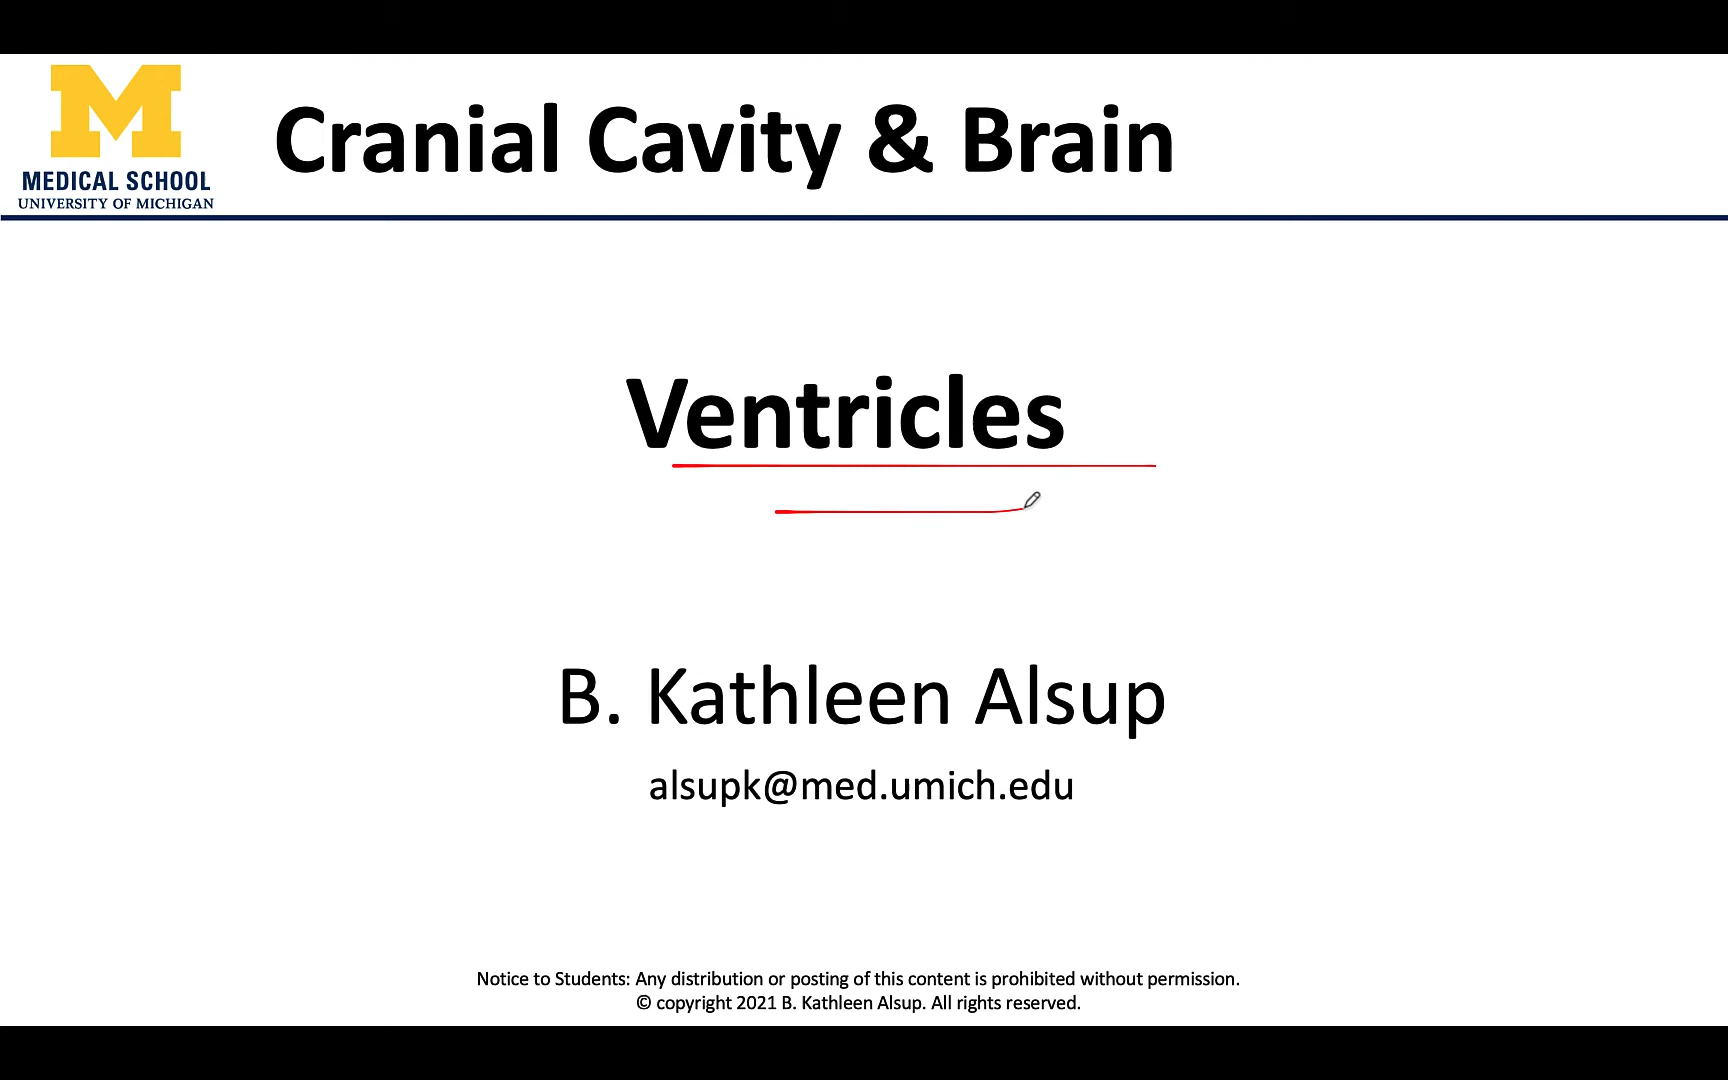 MEDICAL SCHOOL
UNIVERSITY OF MICHIGAN
Cranial Cavity & Brain
Ventricles
B. Kathleen Alsup
alsupk@med.umich.edu
Notice to Students: Any distribution or posting of this content is prohibited without permission.
© copyright 2021 B. Kathleen Alsup. All rights reserved.